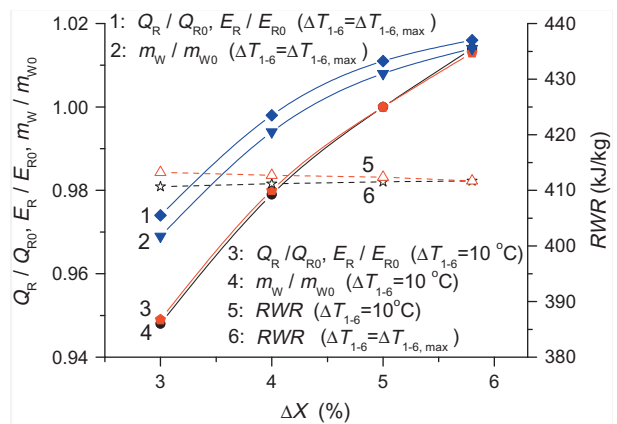 1: Q_R / Q_R0, E_R / E_R0 (ΔT_1-6=ΔT_1-6, max)
2: m_W / m_W0 (ΔT_1-6=ΔT_1-6, max)
1.02
1.00
0.98
0.96
0.94
Q_R / Q_R0, E_R / E_R0, m_W / m_W0
440
430
420
410
400
390
380
RWR (kJ/kg)
1
2
3
4
5
6
3: Q_R /Q_R0, E_R / E_R0 (ΔT_1-6=10 °C)
4: m_W / m_W0 (ΔT_1-6=10 °C)
5: RWR (ΔT_1-6=10°C)
6: RWR (ΔT_1-6=ΔT_1-6, max)
3
4
5
6
ΔX (%)